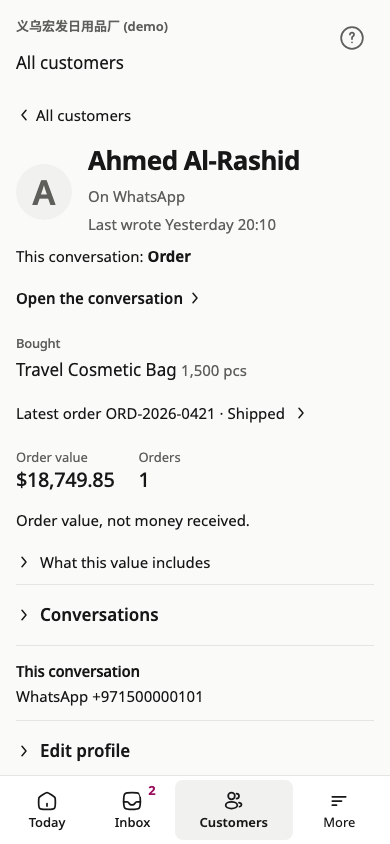 义乌宏发日用品厂 (demo)
All customers
All customers
A
Ahmed Al-Rashid
On WhatsApp
Last wrote Yesterday 20:10
This conversation: Order
Open the conversation
Bought
Travel Cosmetic Bag 1,500 pcs
Latest order ORD-2026-0421 · Shipped
Order value Orders
$18,749.85 1
Order value, not money received.
What this value includes
Conversations
This conversation
WhatsApp +971500000101
Edit profile
2
Today Inbox Customers More